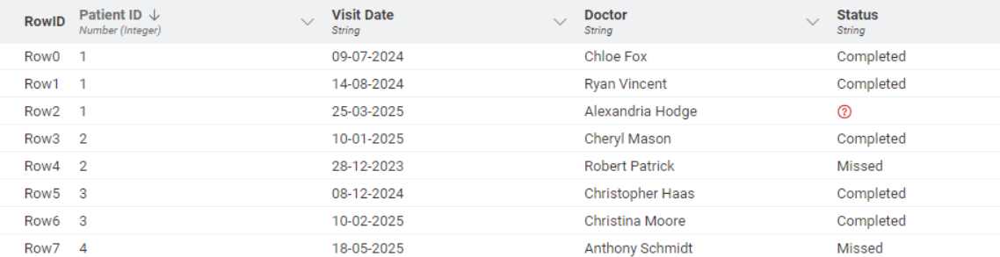 RowID Patient ID ↓ Visit Date Doctor Status
Number (Integer) String String String
Row0 1 09-07-2024 Chloe Fox Completed
Row1 1 14-08-2024 Ryan Vincent Completed
Row2 1 25-03-2025 Alexandria Hodge ?
Row3 2 10-01-2025 Cheryl Mason Completed
Row4 2 28-12-2023 Robert Patrick Missed
Row5 3 08-12-2024 Christopher Haas Completed
Row6 3 10-02-2025 Christina Moore Completed
Row7 4 18-05-2025 Anthony Schmidt Missed